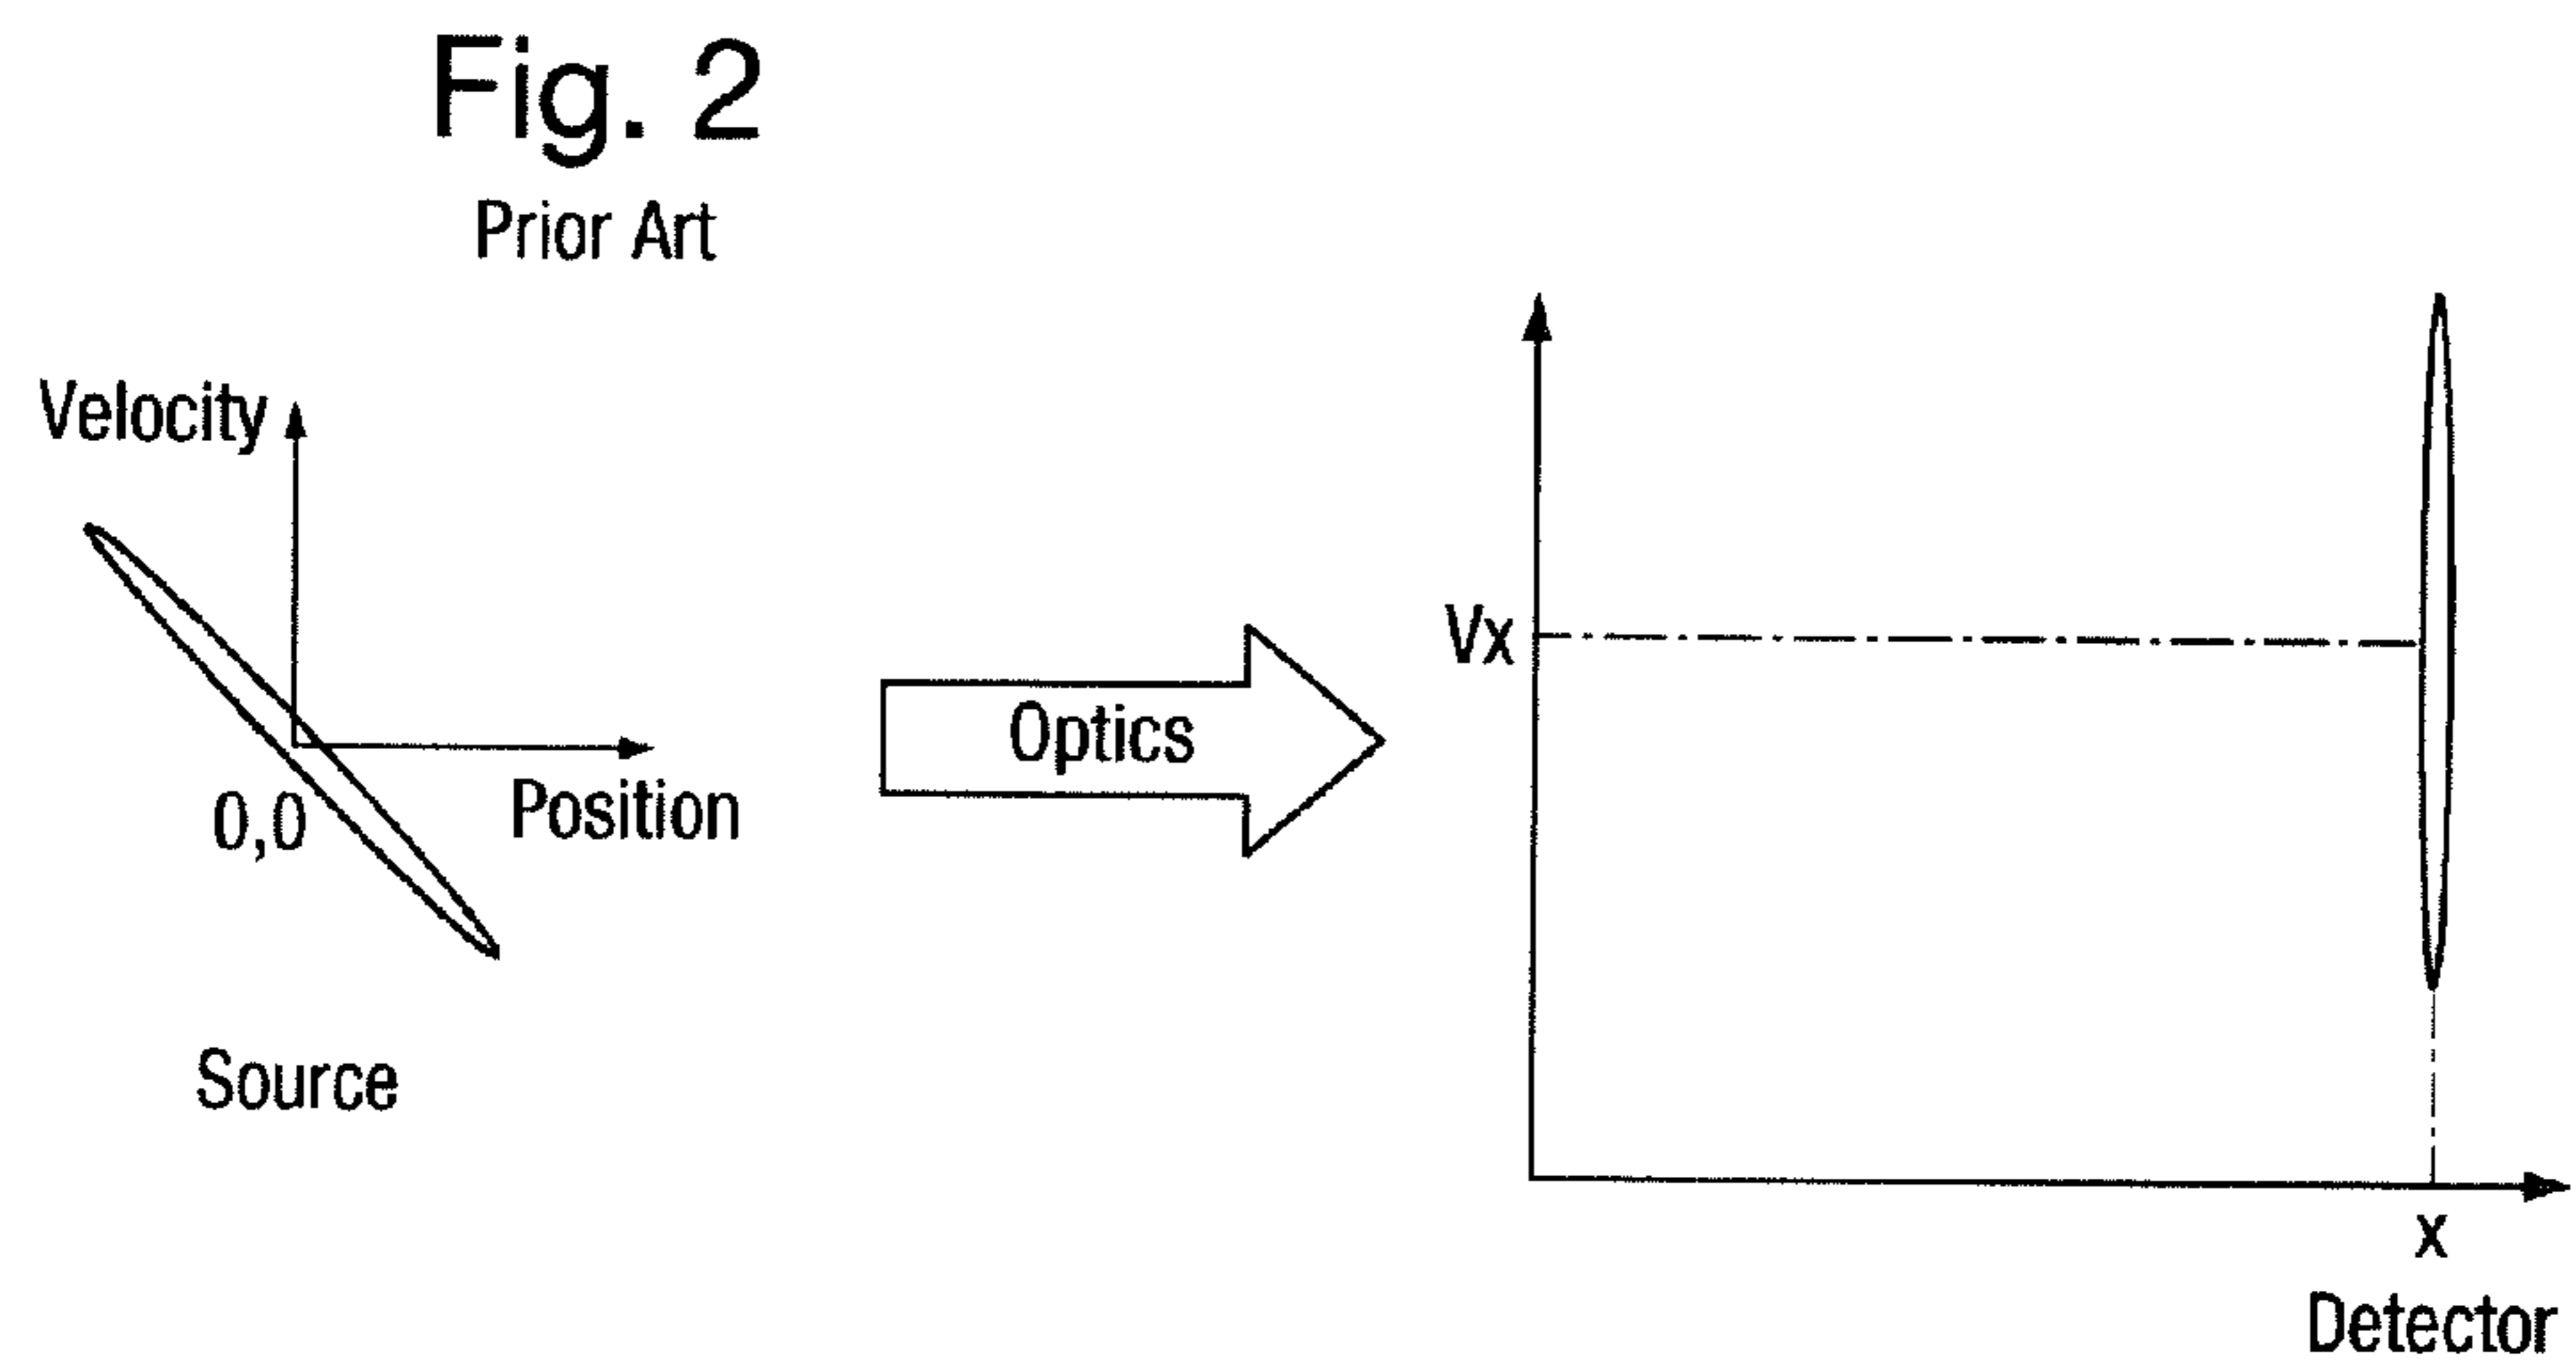 Fig. 2
Prior Art
Velocity
0,0
Position
Source
Optics
Vx
x
Detector